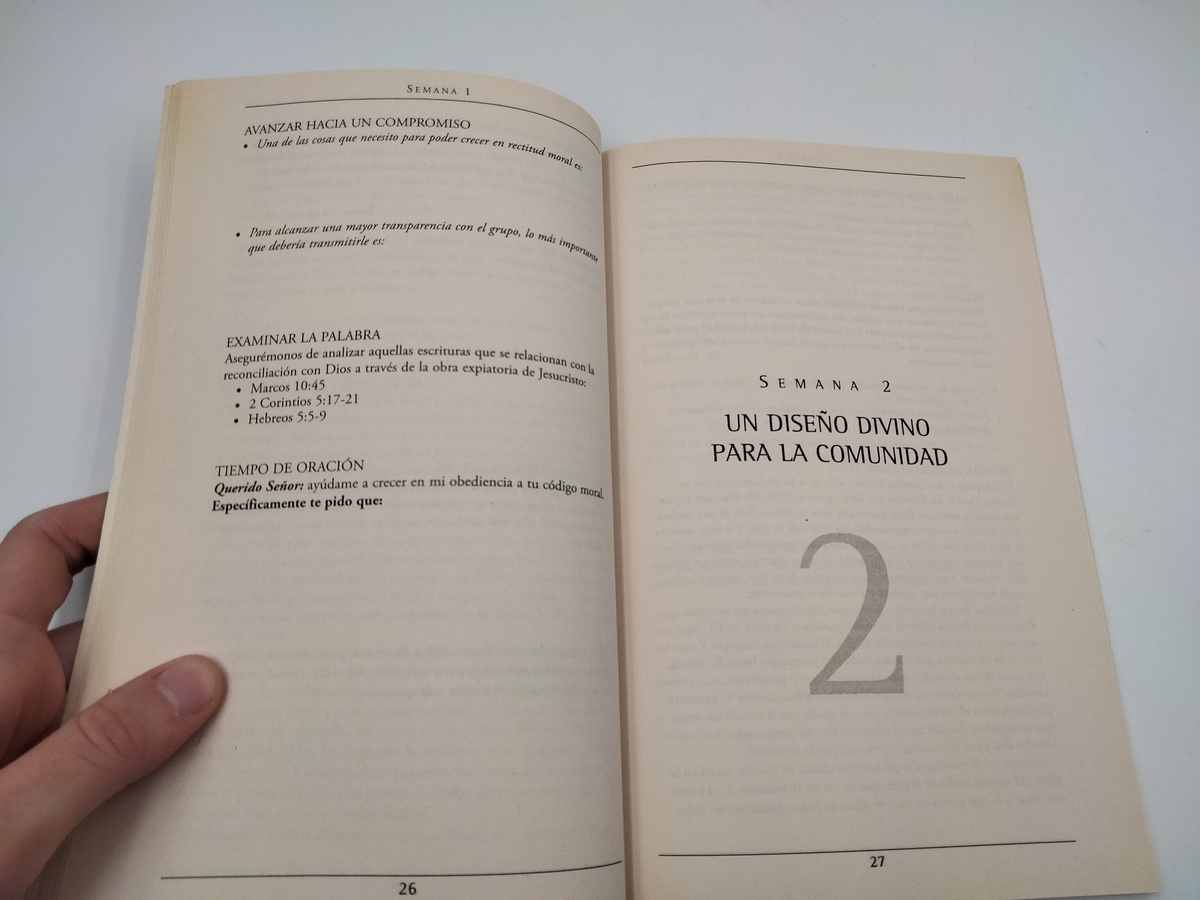 SEMANA 1
AVANZAR HACIA UN COMPROMISO
• Una de las cosas que necesito para poder crecer en rectitud moral es:
• Para alcanzar una mayor transparencia con el grupo, lo más importante
que debería transmitirle es:
EXAMINAR LA PALABRA
Asegurémonos de analizar aquellas escrituras que se relacionan con la
reconciliación con Dios a través de la obra expiatoria de Jesucristo:
• Marcos 10:45
• 2 Corintios 5:17-21
• Hebreos 5:5-9
TIEMPO DE ORACIÓN
Querido Señor: ayúdame a crecer en mi obediencia a tu código moral.
Específicamente te pido que:
26
SEMANA 2
UN DISEÑO DIVINO
PARA LA COMUNIDAD
2
27